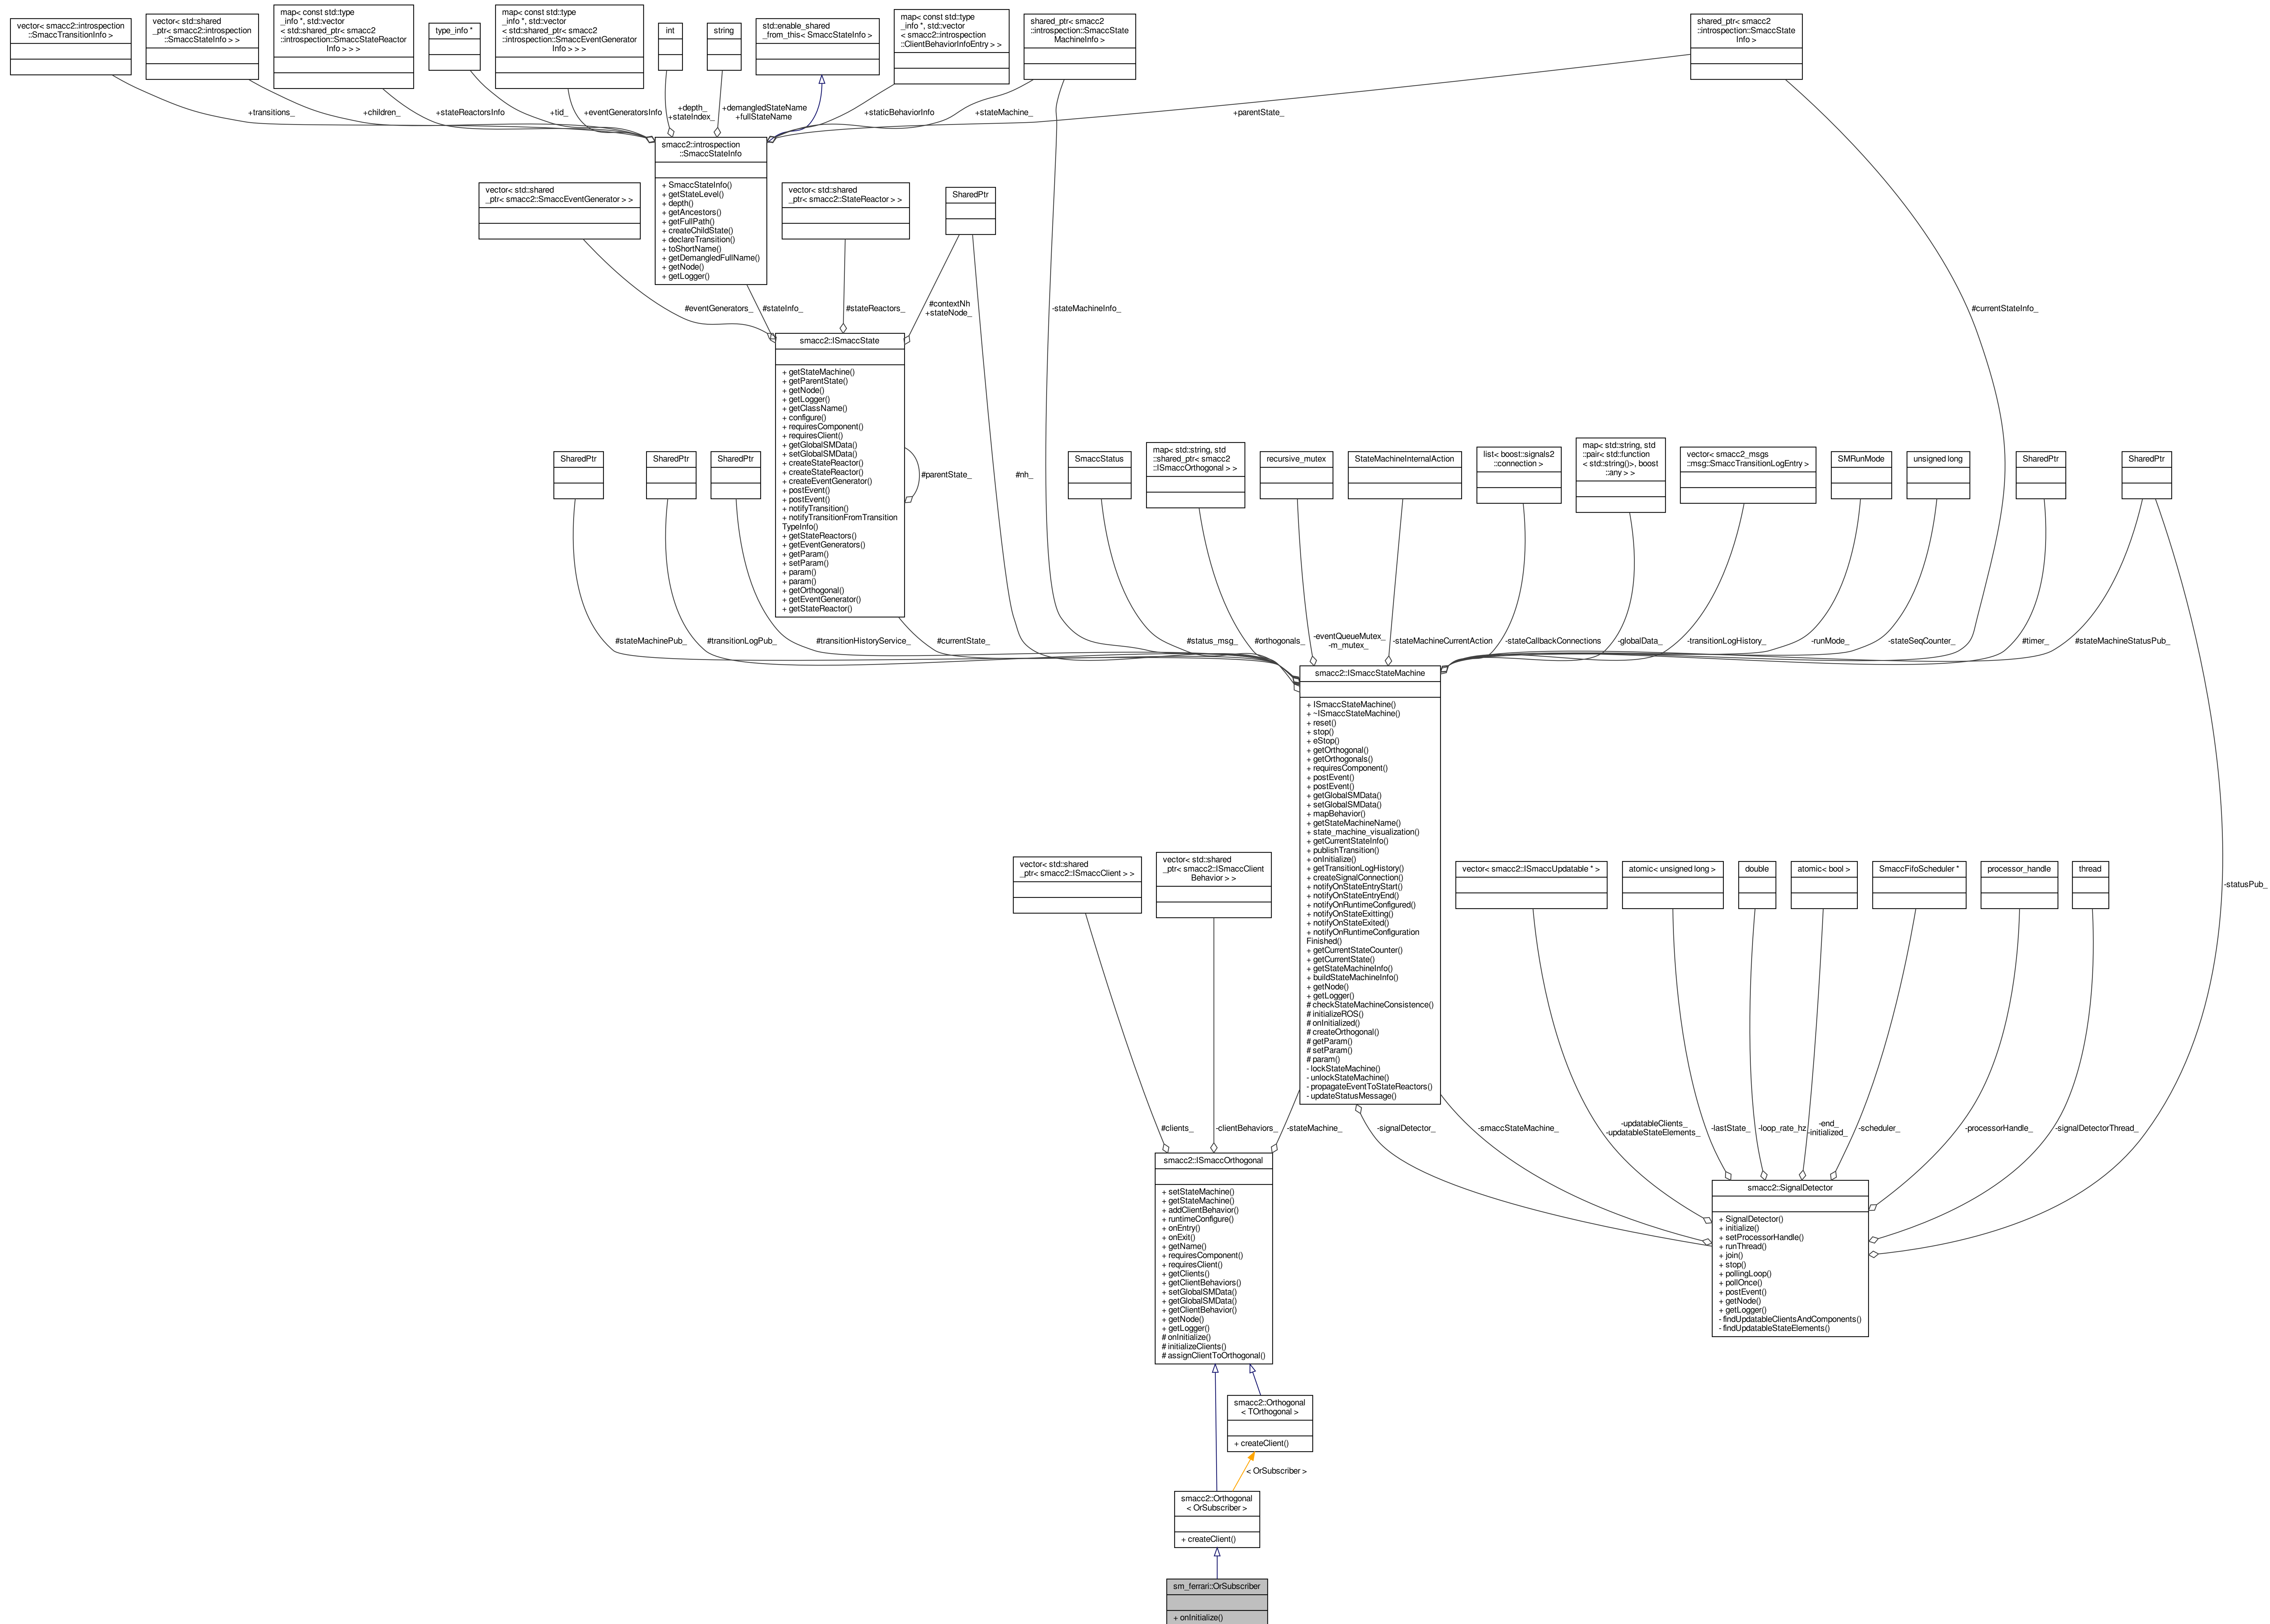 vector< smacc2::introspection
::SmaccTransitionInfo >
vector< std::shared
_ptr< smacc2::introspection
::SmaccStateInfo > >
map< const std::type
_info *, std::vector
< std::shared_ptr< smacc2
::introspection::SmaccStateReactor
Info > > >
type_info *
map< const std::type
_info *, std::vector
< std::shared_ptr< smacc2
::introspection::SmaccEventGenerator
Info > > >
int
string
std::enable_shared
_from_this< SmaccStateInfo >
map< const std::type
_info *, std::vector
< smacc2::introspection
::ClientBehaviorInfoEntry > >
shared_ptr< smacc2
::introspection::SmaccState
MachineInfo >
shared_ptr< smacc2
::introspection::SmaccState
Info >
+transitions_
+children_
+stateReactorsInfo
+tid_
+eventGeneratorsInfo
+depth_
+stateIndex_
+demangledStateName
+fullStateName
+staticBehaviorInfo
+stateMachine_
+parentState_
smacc2::introspection
::SmaccStateInfo
+ SmaccStateInfo()
+ getStateLevel()
+ depth()
+ getAncestors()
+ getFullPath()
+ createChildState()
+ declareTransition()
+ toShortName()
+ getDemangledFullName()
+ getNode()
+ getLogger()
vector< std::shared
_ptr< smacc2::SmaccEventGenerator > >
vector< std::shared
_ptr< smacc2::StateReactor > >
SharedPtr
#eventGenerators_
#stateInfo_
#stateReactors_
#contextNh
+stateNode_
-stateMachineInfo_
#currentStateInfo_
smacc2::ISmaccState
+ getStateMachine()
+ getParentState()
+ getNode()
+ getLogger()
+ getClassName()
+ configure()
+ requiresComponent()
+ requiresClient()
+ getGlobalSMData()
+ setGlobalSMData()
+ createStateReactor()
+ createStateReactor()
+ createEventGenerator()
+ postEvent()
+ postEvent()
+ notifyTransition()
+ notifyTransitionFromTransition
TypeInfo()
+ getStateReactors()
+ getEventGenerators()
+ getParam()
+ setParam()
+ param()
+ param()
+ getOrthogonal()
+ getEventGenerator()
+ getStateReactor()
#parentState_
#nh_
SharedPtr
SharedPtr
SharedPtr
SmaccStatus
map< std::string, std
::shared_ptr< smacc2
::ISmaccOrthogonal > >
recursive_mutex
StateMachineInternalAction
list< boost::signals2
::connection >
map< std::string, std
::pair< std::function
< std::string()>, boost
::any > >
vector< smacc2_msgs
::msg::SmaccTransitionLogEntry >
SMRunMode
unsigned long
SharedPtr
SharedPtr
#stateMachinePub_
#transitionLogPub_
#transitionHistoryService_
#currentState_
#status_msg_
#orthogonals_
-eventQueueMutex_
-m_mutex_
-stateMachineCurrentAction
-stateCallbackConnections
-globalData_
-transitionLogHistory_
-runMode_
-stateSeqCounter_
#timer_
#stateMachineStatusPub_
smacc2::ISmaccStateMachine
+ ISmaccStateMachine()
+ ~ISmaccStateMachine()
+ reset()
+ stop()
+ eStop()
+ getOrthogonal()
+ getOrthogonals()
+ requiresComponent()
+ postEvent()
+ postEvent()
+ getGlobalSMData()
+ setGlobalSMData()
+ mapBehavior()
+ getStateMachineName()
+ state_machine_visualization()
+ getCurrentStateInfo()
+ publishTransition()
+ onInitialize()
+ getTransitionLogHistory()
+ createSignalConnection()
+ notifyOnStateEntryStart()
+ notifyOnStateEntryEnd()
+ notifyOnRuntimeConfigured()
+ notifyOnStateExitting()
+ notifyOnStateExited()
+ notifyOnRuntimeConfiguration
Finished()
+ getCurrentStateCounter()
+ getCurrentState()
+ getStateMachineInfo()
+ buildStateMachineInfo()
+ getNode()
+ getLogger()
# checkStateMachineConsistence()
# initializeROS()
# onInitialized()
# createOrthogonal()
# getParam()
# setParam()
# param()
- lockStateMachine()
- unlockStateMachine()
- propagateEventToStateReactors()
- updateStatusMessage()
vector< std::shared
_ptr< smacc2::ISmaccClient > >
vector< std::shared
_ptr< smacc2::ISmaccClient
Behavior > >
vector< smacc2::ISmaccUpdatable * >
atomic< unsigned long >
double
atomic< bool >
SmaccFifoScheduler *
processor_handle
thread
-statusPub_
#clients_
-clientBehaviors_
-stateMachine_
-signalDetector_
-smaccStateMachine_
-updatableClients_
-updatableStateElements_
-lastState_
-loop_rate_hz
-end_
-initialized_
-scheduler_
-processorHandle_
-signalDetectorThread_
smacc2::ISmaccOrthogonal
+ setStateMachine()
+ getStateMachine()
+ addClientBehavior()
+ runtimeConfigure()
+ onEntry()
+ onExit()
+ getName()
+ requiresComponent()
+ requiresClient()
+ getClients()
+ getClientBehaviors()
+ setGlobalSMData()
+ getGlobalSMData()
+ getClientBehavior()
+ getNode()
+ getLogger()
# onInitialize()
# initializeClients()
# assignClientToOrthogonal()
smacc2::SignalDetector
+ SignalDetector()
+ initialize()
+ setProcessorHandle()
+ runThread()
+ join()
+ stop()
+ pollingLoop()
+ pollOnce()
+ postEvent()
+ getNode()
+ getLogger()
- findUpdatableClientsAndComponents()
- findUpdatableStateElements()
smacc2::Orthogonal
< TOrthogonal >
+ createClient()
< OrSubscriber >
smacc2::Orthogonal
< OrSubscriber >
+ createClient()
sm_ferrari::OrSubscriber
+ onInitialize()